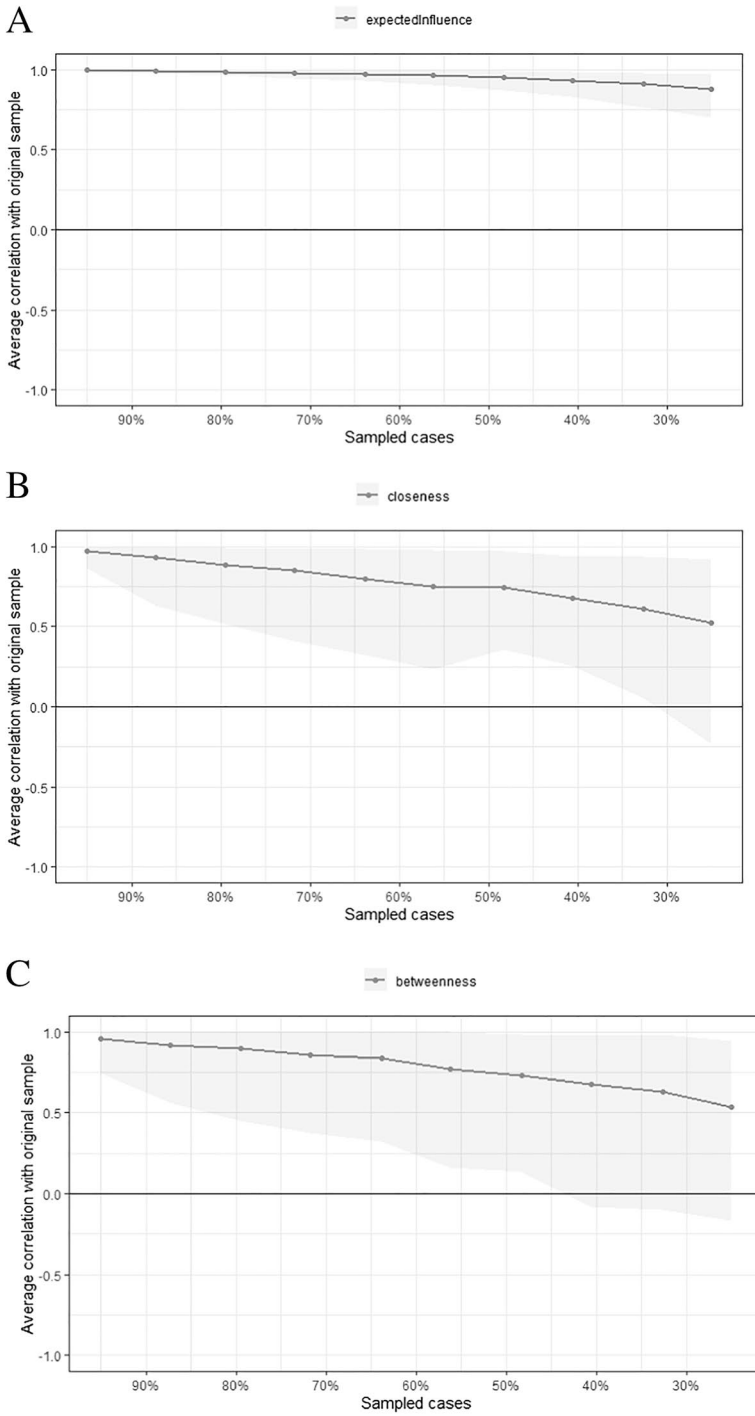 A
expectedInfluence
1.0
0.5
0.0
-0.5
-1.0
Average correlation with original sample
90% 80% 70% 60% 50% 40% 30%
Sampled cases
B
closeness
1.0
0.5
0.0
-0.5
-1.0
Average correlation with original sample
90% 80% 70% 60% 50% 40% 30%
Sampled cases
C
betweenness
1.0
0.5
0.0
-0.5
-1.0
Average correlation with original sample
90% 80% 70% 60% 50% 40% 30%
Sampled cases